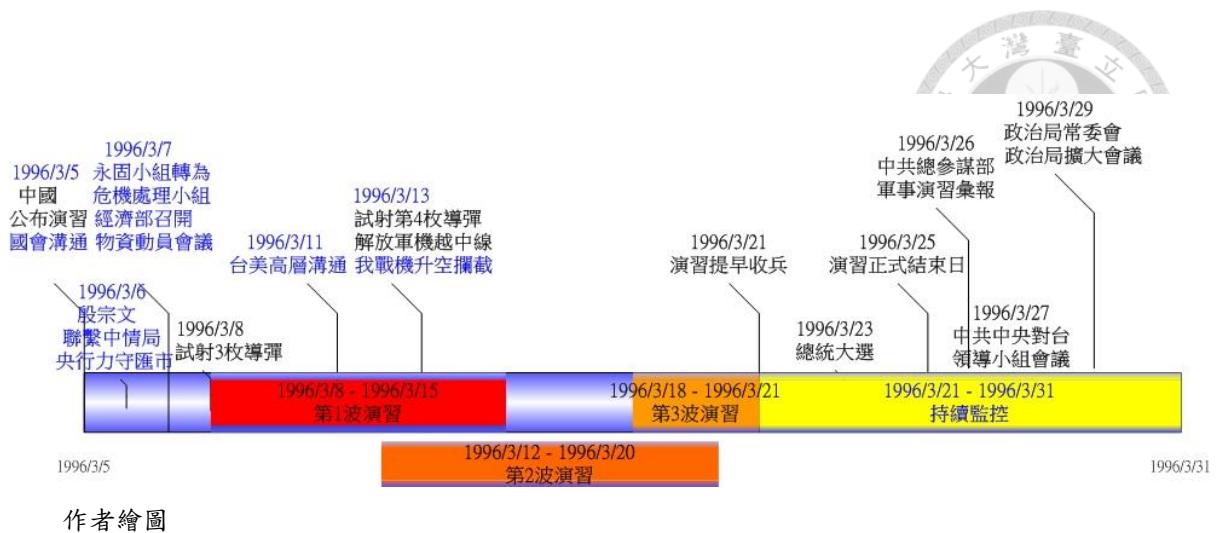 大灣臺立
1996/3/5
中國
公布演習
國會溝通
1996/3/7
永固小組轉為
危機處理小組
經濟部召開
物資動員會議
1996/3/6
殷宗文
聯繫中情局
央行力守匯市
1996/3/8
試射3枚導彈
1996/3/11
台美高層溝通
1996/3/13
試射第4枚導彈
解放軍機越中線
我戰機升空攔截
1996/3/21
演習提早收兵
1996/3/23
總統大選
1996/3/25
演習正式結束日
1996/3/26
中共總參謀部
軍事演習彙報
1996/3/27
中共中央對台
領導小組會議
1996/3/29
政治局常委會
政治局擴大會議
1996/3/8 - 1996/3/15
第1波演習
1996/3/18 - 1996/3/21
第3波演習
1996/3/21 - 1996/3/31
持續監控
1996/3/12 - 1996/3/20
第2波演習
1996/3/5
1996/3/31
作者繪圖